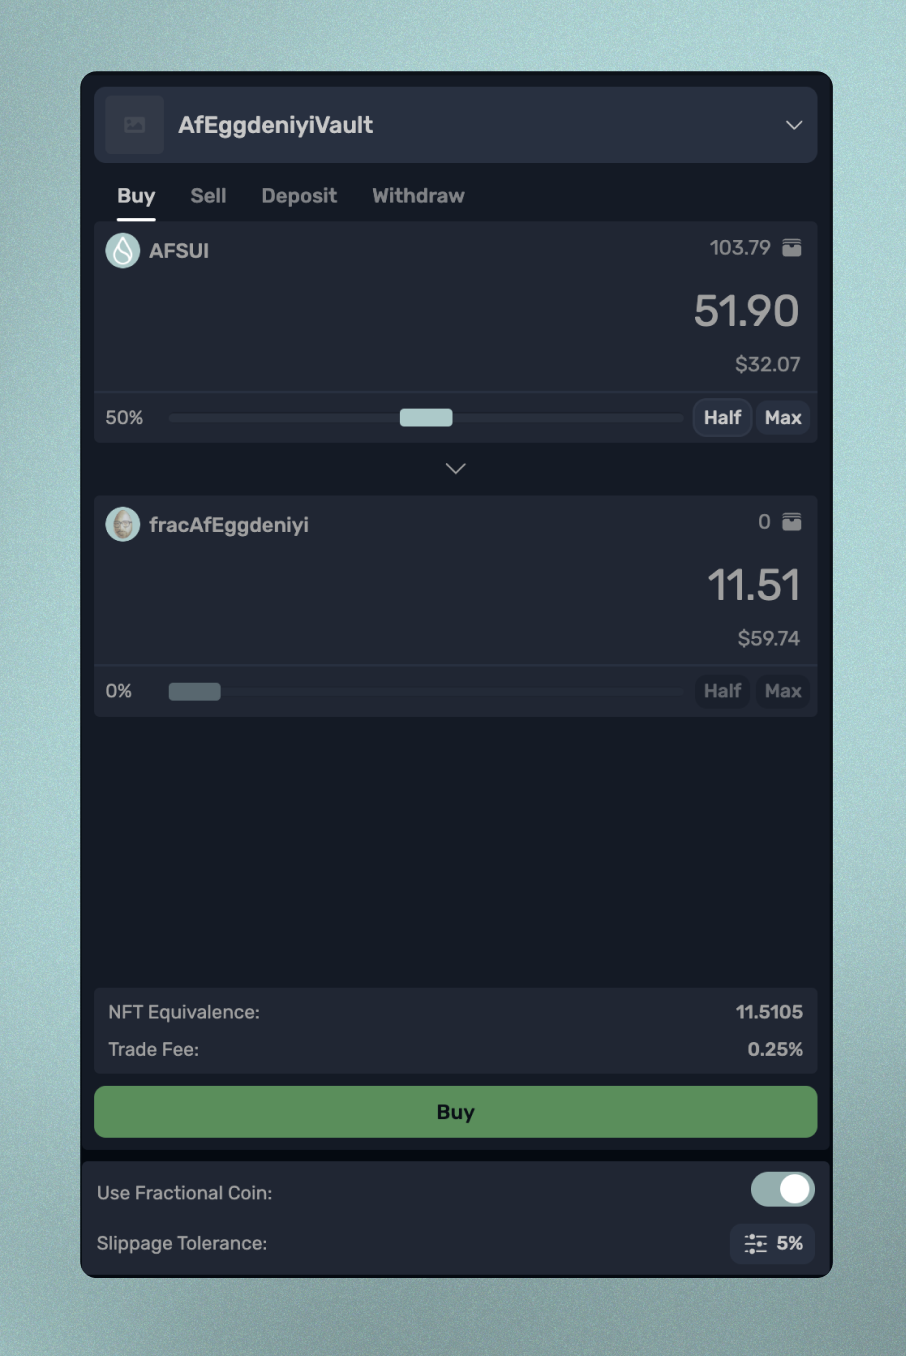 AfEggdeniyiVault
Buy Sell Deposit Withdraw
AFSUI 103.79
51.90
$32.07
50% Half Max
fracAfEggdeniyi 0
11.51
$59.74
0% Half Max
NFT Equivalence: 11.5105
Trade Fee: 0.25%
Buy
Use Fractional Coin:
Slippage Tolerance: 5%